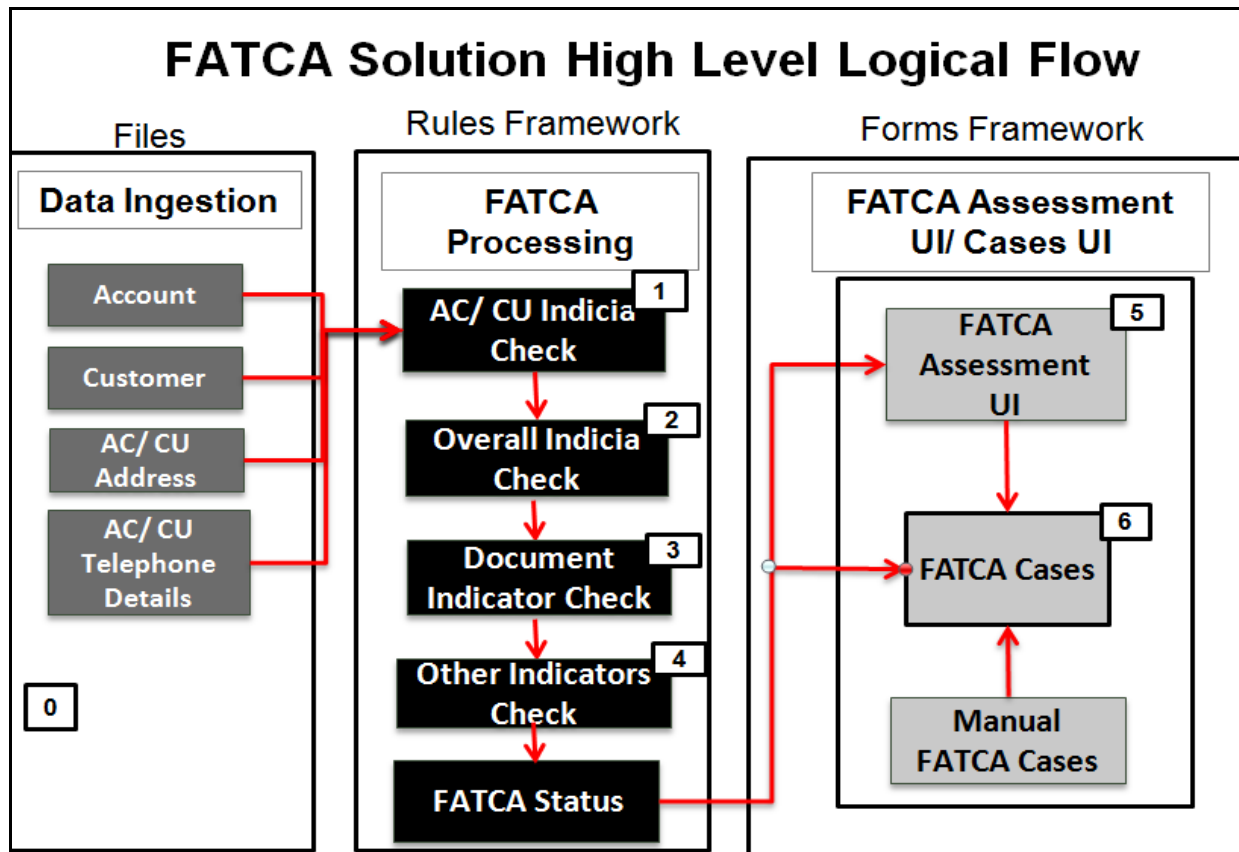 FATCA Solution High Level Logical Flow
Files
Data Ingestion
Account
Customer
AC/ CU
Address
AC/ CU
Telephone
Details
0
Rules Framework
FATCA
Processing
1
AC/ CU Indicia
Check
2
Overall Indicia
Check
3
Document
Indicator Check
4
Other Indicators
Check
FATCA Status
Forms Framework
FATCA Assessment
UI/ Cases UI
5
FATCA
Assessment
UI
6
FATCA Cases
Manual
FATCA Cases